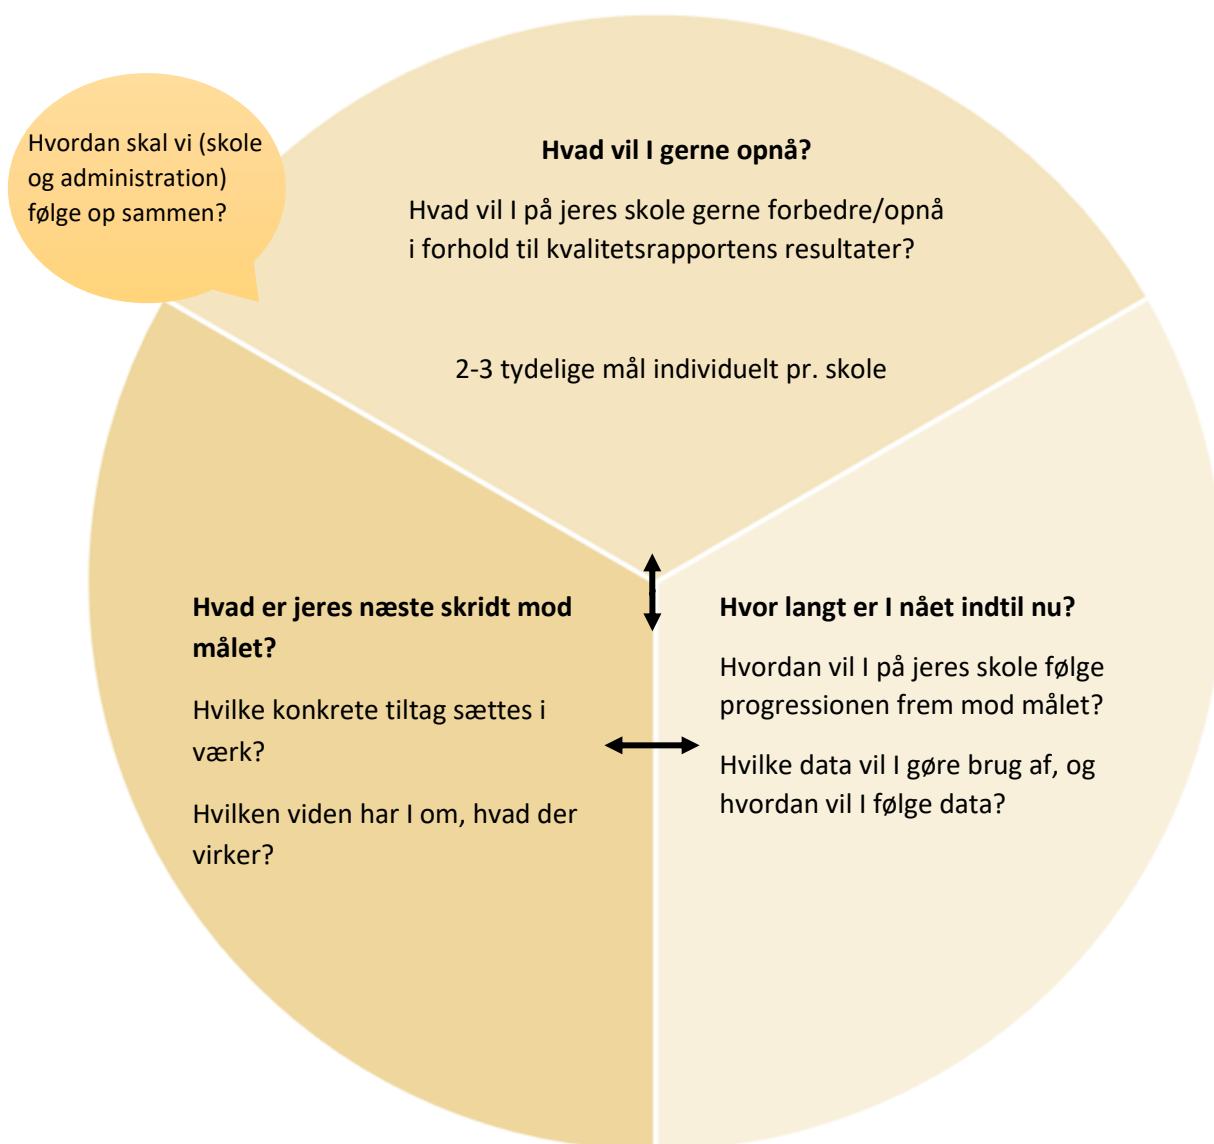 Hvordan skal vi (skole
og administration)
følge op sammen?
Hvad vil I gerne opnå?
Hvad vil I på jeres skole gerne forbedre/opnå
i forhold til kvalitetsrapportens resultater?
2-3 tydelige mål individuelt pr. skole
Hvad er jeres næste skridt mod
målet?
Hvilke konkrete tiltag sættes i
værk?
Hvilken viden har I om, hvad der
virker?
Hvor langt er I nået indtil nu?
Hvordan vil I på jeres skole følge
progressionen frem mod målet?
Hvilke data vil I gøre brug af, og
hvordan vil I følge data?